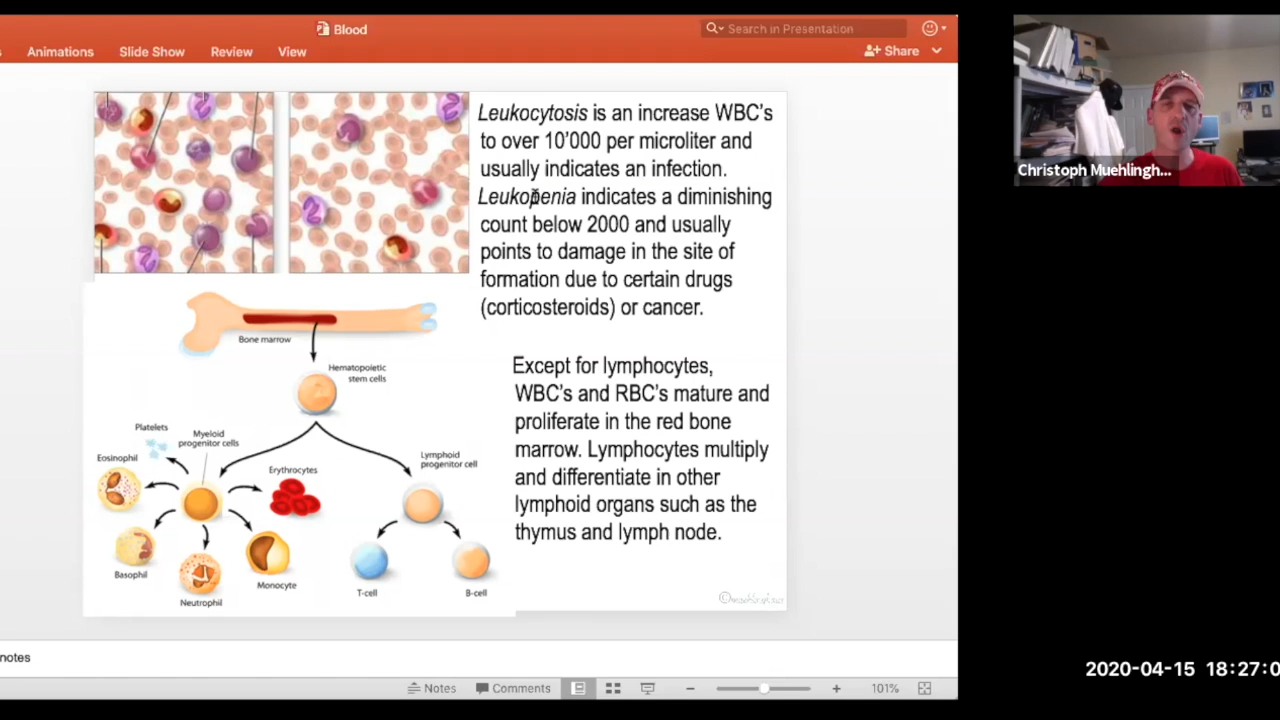 Blood
Search in Presentation
Animations Slide Show Review View
Share
Leukocytosis is an increase WBC's
to over 10'000 per microliter and
usually indicates an infection.
Leukopenia indicates a diminishing
count below 2000 and usually
points to damage in the site of
formation due to certain drugs
(corticosteroids) or cancer.
Except for lymphocytes,
WBC's and RBC's mature and
proliferate in the red bone
marrow. Lymphocytes multiply
and differentiate in other
lymphoid organs such as the
thymus and lymph node.
Bone marrow
Hematopoietic
stem cells
Platelets
Myeloid
progenitor cells
Eosinophil
Erythrocytes
Lymphoid
progenitor cell
Basophil
Neutrophil
Monocyte
T-cell
B-cell
notes
Notes Comments 101%
Christoph Muehlingh...
2020-04-15 18:27:0